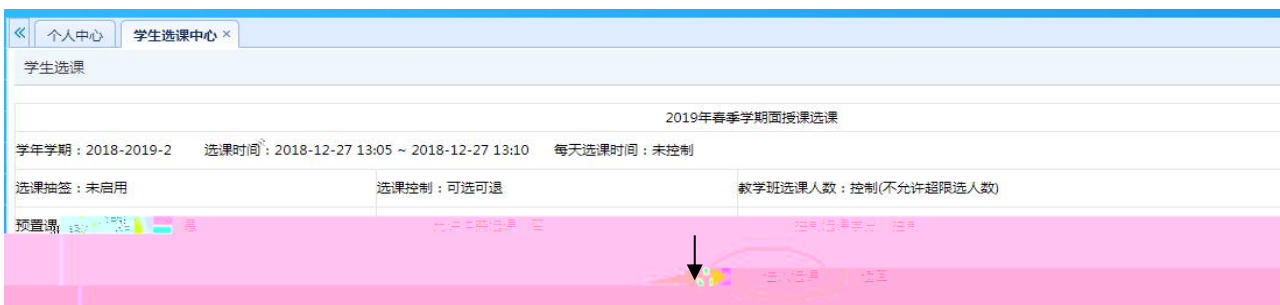 个人中心 学生选课中心 ×
学生选课
2019年春季学期面授课选课
学年学期：2018-2019-2 选课时间：2018-12-27 13:05 ~ 2018-12-27 13:10 每天选课时间：未控制
选课抽签：未启用 选课控制：可选可退 教学班选课人数：控制(不允许超限选人数)
预置课 是